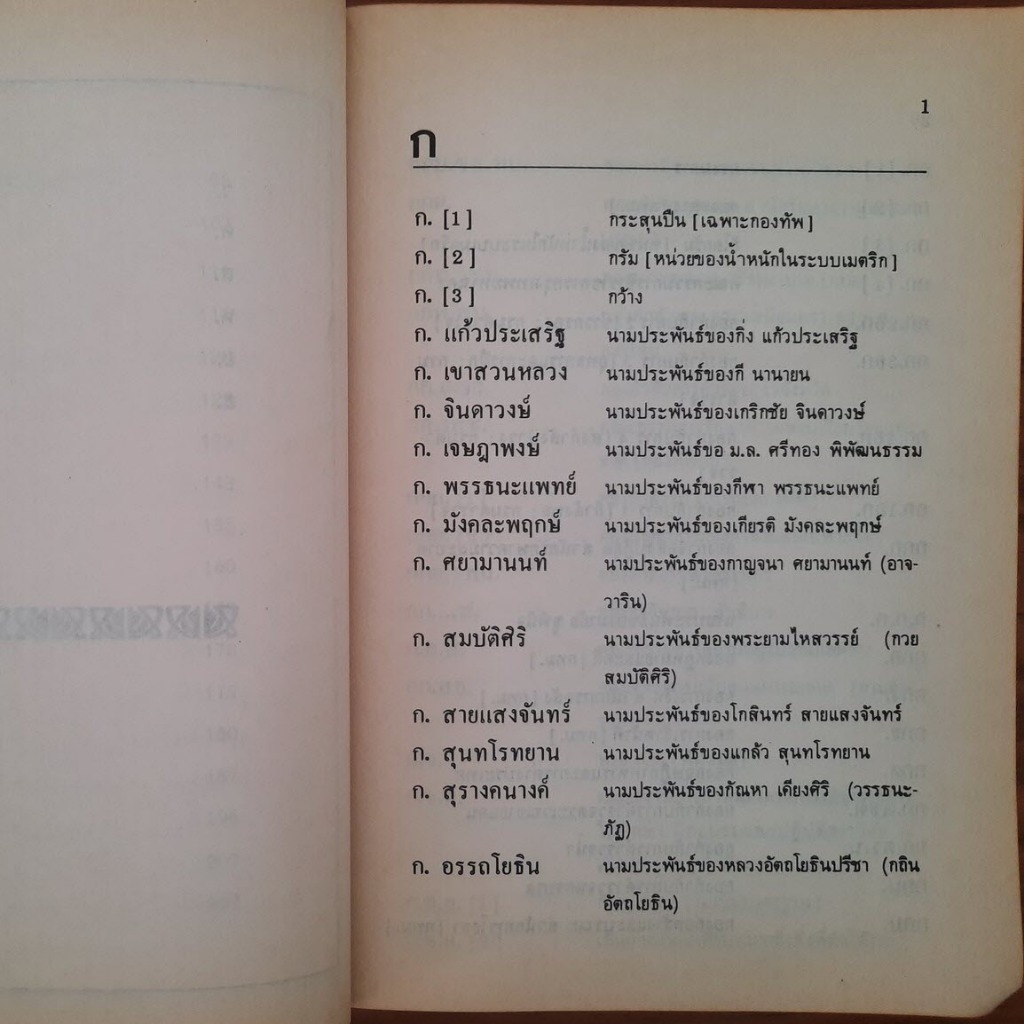 1
ก
ก. [1] กระสุนปืน [เฉพาะกองทัพ]
ก. [2] กรัม [หน่วยของน้ำหนักในระบบเมตริก]
ก. [3] กว้าง
ก. แก้วประเสริฐ นามประพันธ์ของกิ่ง แก้วประเสริฐ
ก. เขาสวนหลวง นามประพันธ์ของกี นานายน
ก. จินดาวงษ์ นามประพันธ์ของเกริกชัย จินดาวงษ์
ก. เจษฎาพงษ์ นามประพันธ์ขอ ม.ล. ศรีทอง พิพัฒนธรรม
ก. พรรธนะแพทย์ นามประพันธ์ของกีฬา พรรธนะแพทย์
ก. มังคละพฤกษ์ นามประพันธ์ของเกียรติ มังคละพฤกษ์
ก. ศยามานนท์ นามประพันธ์ของกาญจนา ศยามานนท์ (อาจ-
วาริน)
ก. สมบัติศิริ นามประพันธ์ของพระยามไหสวรรย์ (กวย
สมบัติศิริ)
ก. สายแสงจันทร์ นามประพันธ์ของโกสินทร์ สายแสงจันทร์
ก. สุนทโรทยาน นามประพันธ์ของแกล้ว สุนทโรทยาน
ก. สุรางคนางค์ นามประพันธ์ของกัณหา เคียงศิริ (วรรธนะ-
ภัฏ)
ก. อรรถโยธิน นามประพันธ์ของหลวงอัตถโยธินปรีชา (กถิน
อัตถโยธิน)